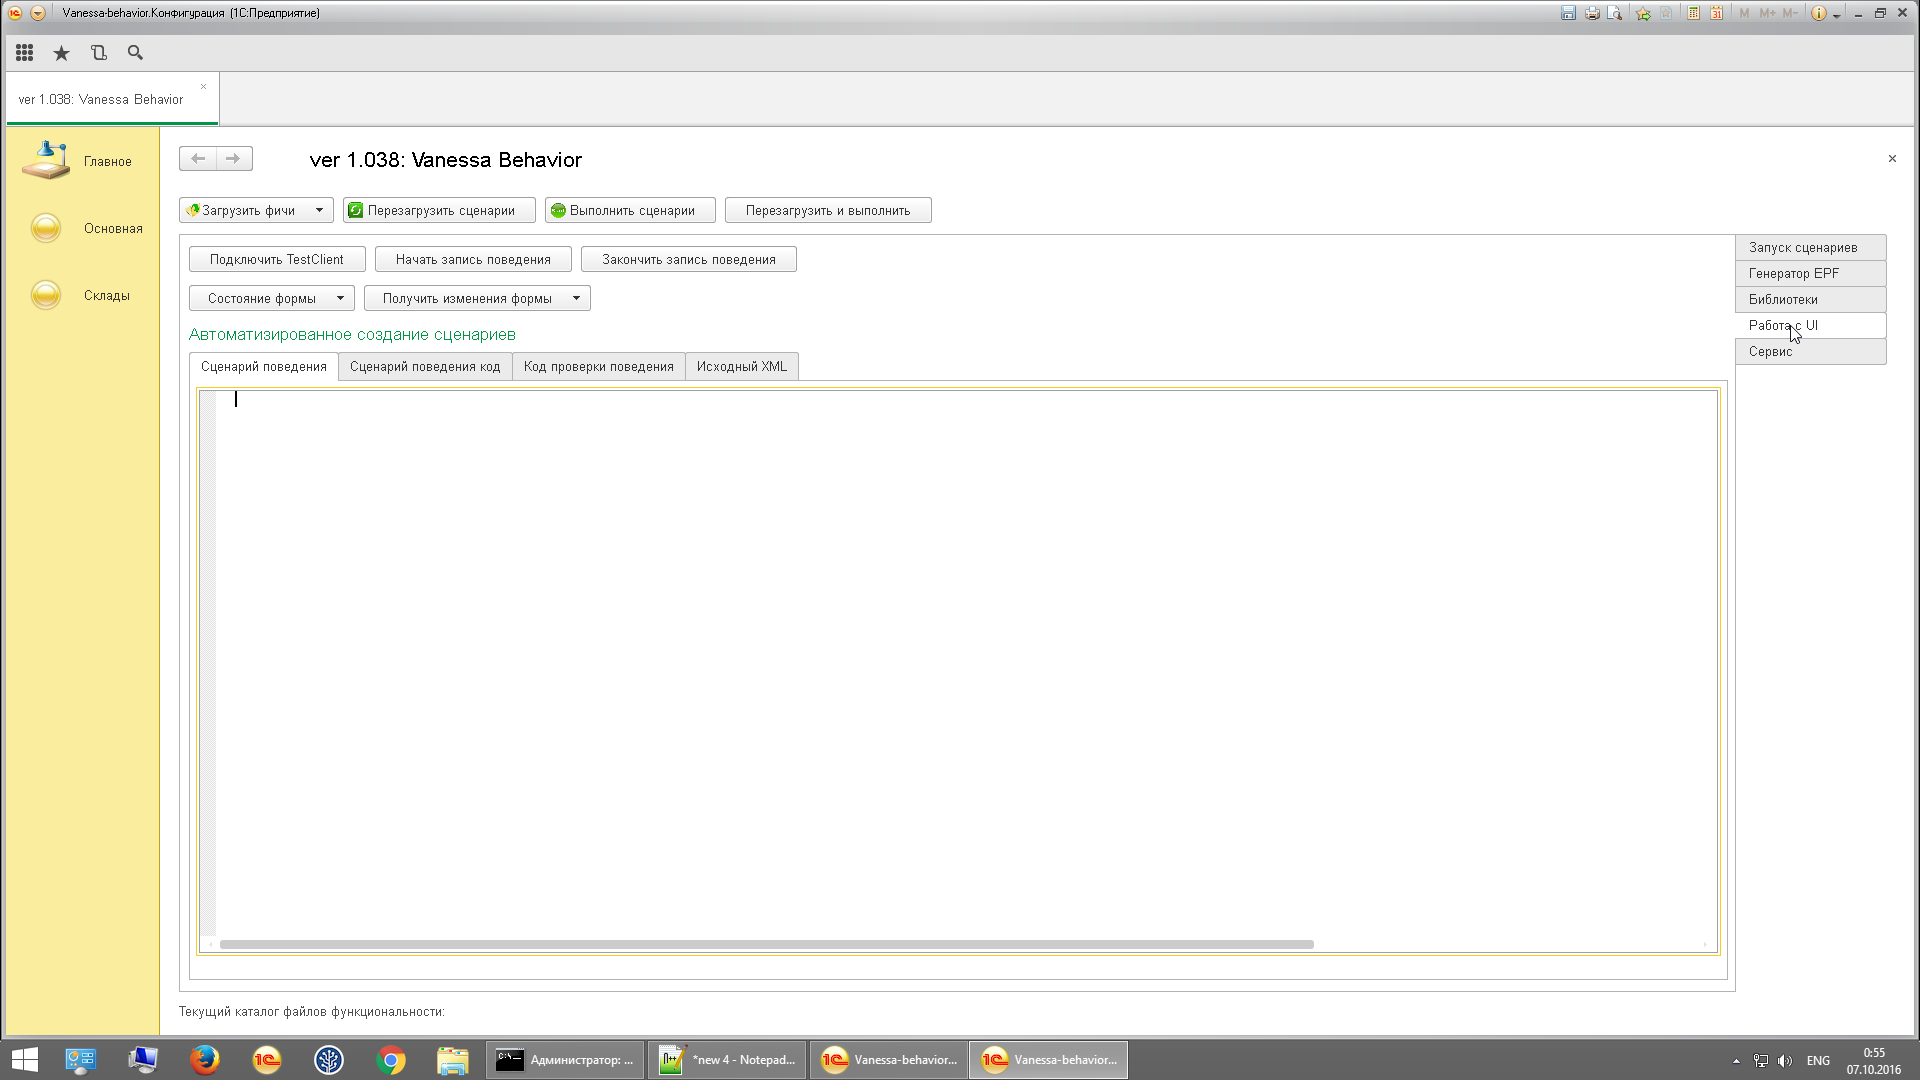 Vanessa-behavior.Конфигурация (1С:Предприятие)
31 M M+ M-
ver 1.038: Vanessa Behavior
Главное
Основная
Склады
ver 1.038: Vanessa Behavior
Загрузить фичи
Перезагрузить сценарии
Выполнить сценарии
Перезагрузить и выполнить
Подключить TestClient
Начать запись поведения
Закончить запись поведения
Состояние формы
Получить изменения формы
Автоматизированное создание сценариев
Сценарий поведения
Сценарий поведения код
Код проверки поведения
Исходный XML
Запуск сценариев
Генератор EPF
Библиотеки
Работа с UI
Сервис
Текущий каталог файлов функциональности:
Администратор: ...
*new 4 - Notepad...
Vanessa-behavior...
Vanessa-behavior...
ENG
0:55
07.10.2016